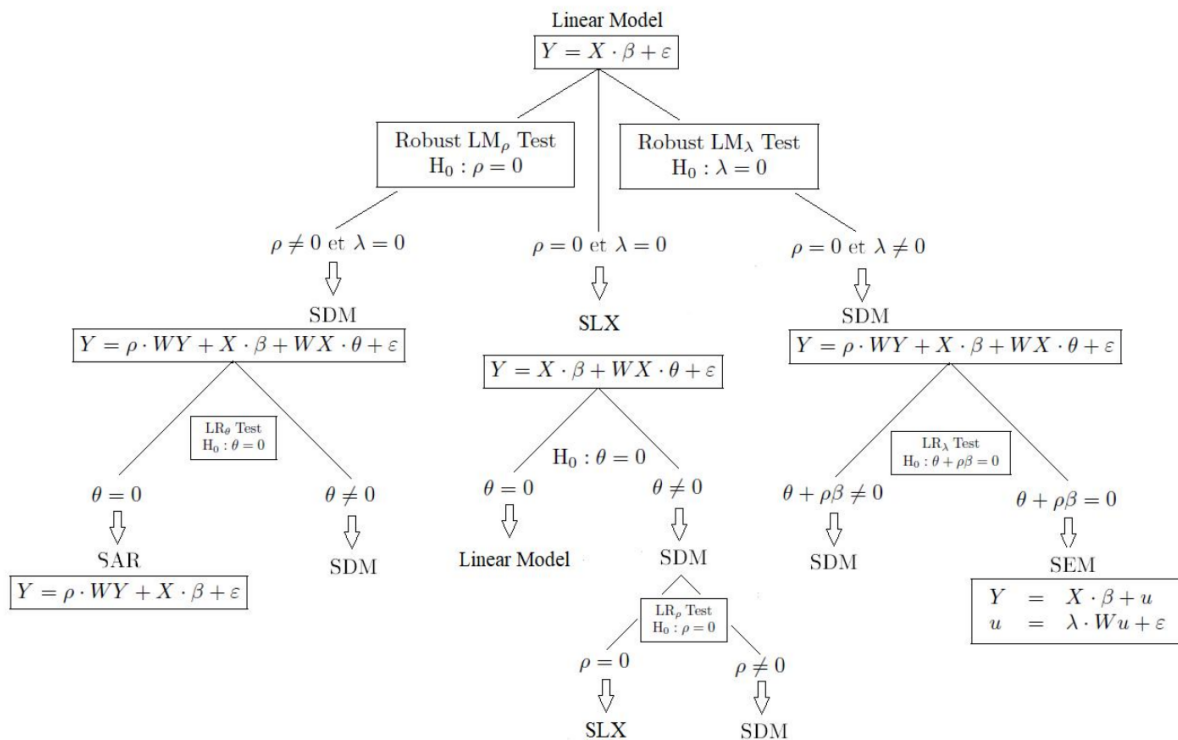 Linear Model
Y = X · β + ε
Robust LMρ Test
H0 : ρ = 0
Robust LMλ Test
H0 : λ = 0
ρ ≠ 0 et λ = 0
ρ = 0 et λ = 0
ρ = 0 et λ ≠ 0
SDM
Y = ρ · WY + X · β + WX · θ + ε
SLX
Y = X · β + WX · θ + ε
SDM
Y = ρ · WY + X · β + WX · θ + ε
LRθ Test
H0 : θ = 0
H0 : θ = 0
LRλ Test
H0 : θ + ρβ = 0
θ = 0
θ ≠ 0
θ = 0
θ ≠ 0
θ + ρβ ≠ 0
θ + ρβ = 0
SAR
Y = ρ · WY + X · β + ε
SDM
Linear Model
SDM
SDM
SEM
Y = X · β + u
u = λ · Wu + ε
LRρ Test
H0 : ρ = 0
ρ = 0
ρ ≠ 0
SLX
SDM